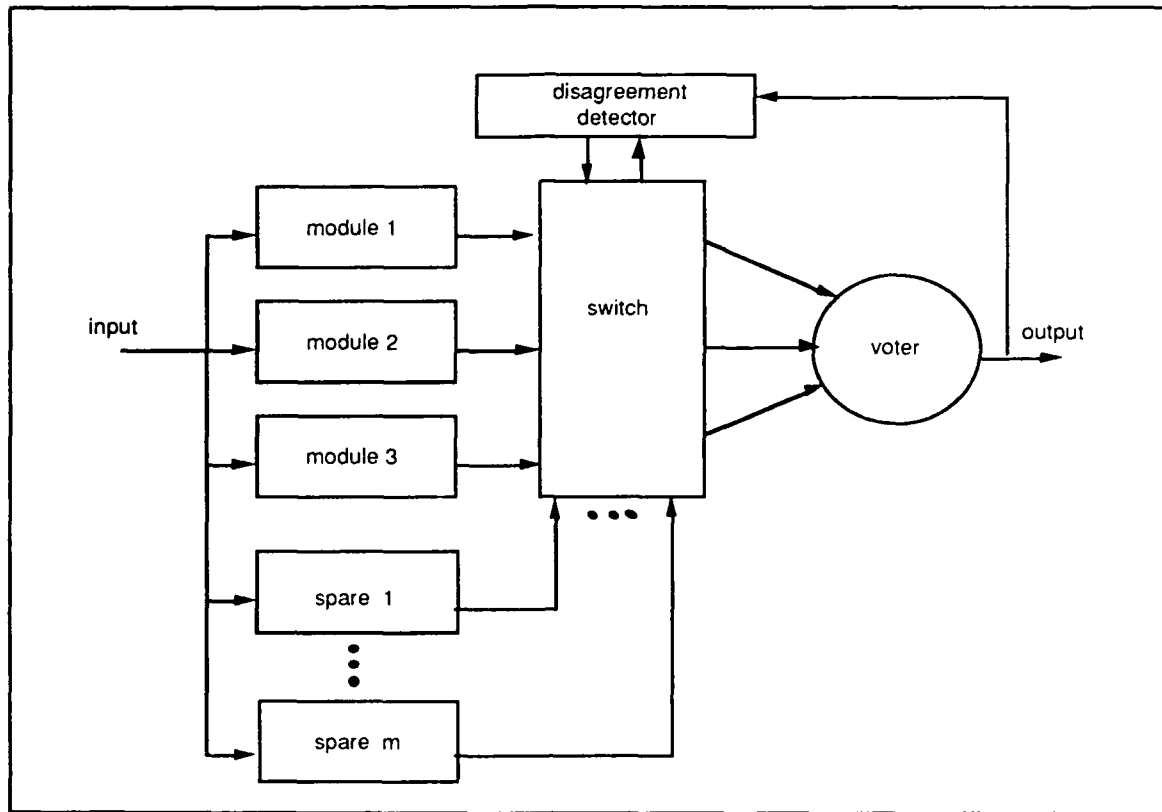 disagreement
detector
module 1
input
module 2
switch
voter
output
module 3
spare 1
spare m